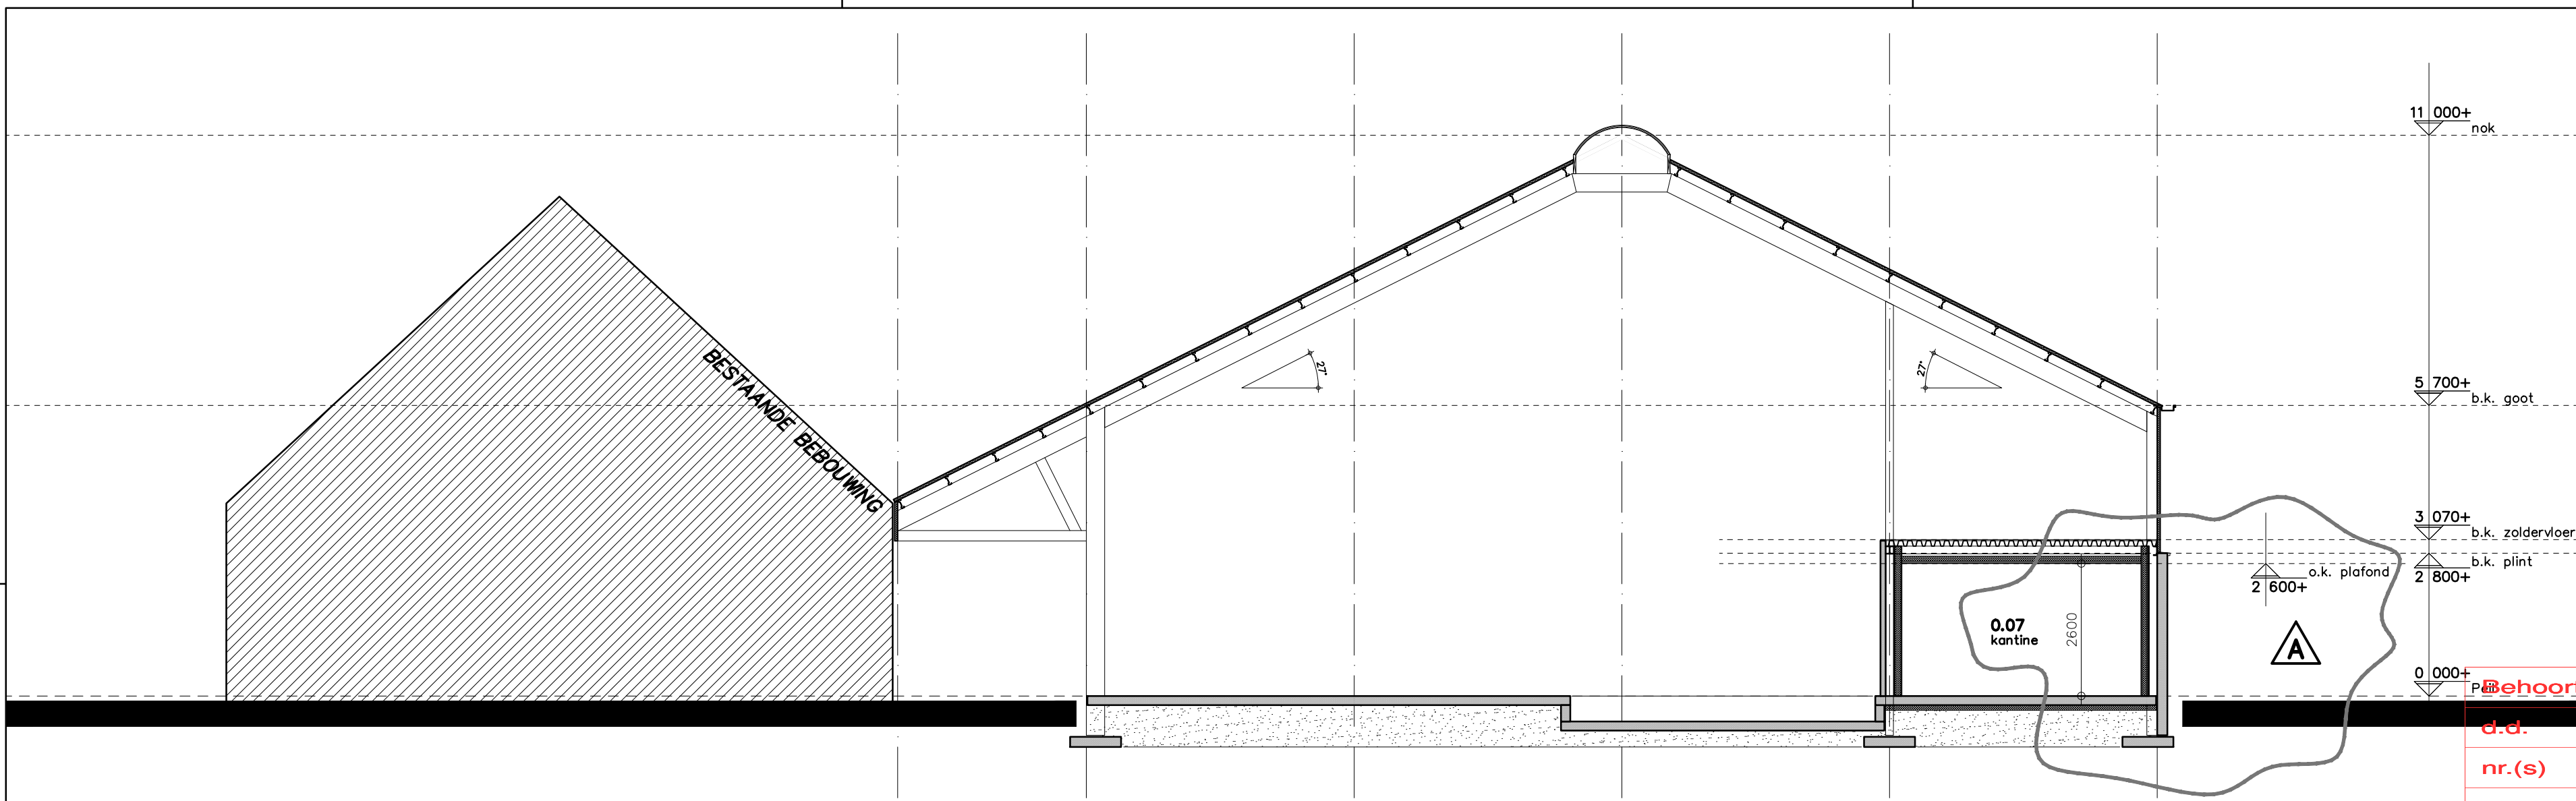 11 000+
nok
BESTAANDE BEBOUWING
27°
27°
5 700+
b.k. goot
3 070+
b.k. zoldervloer
b.k. plint
2 800+
o.k. plafond
2 600+
0.07
kantine
2600
A
0 000+
Peil
Behoor
d.d.
nr.(s)